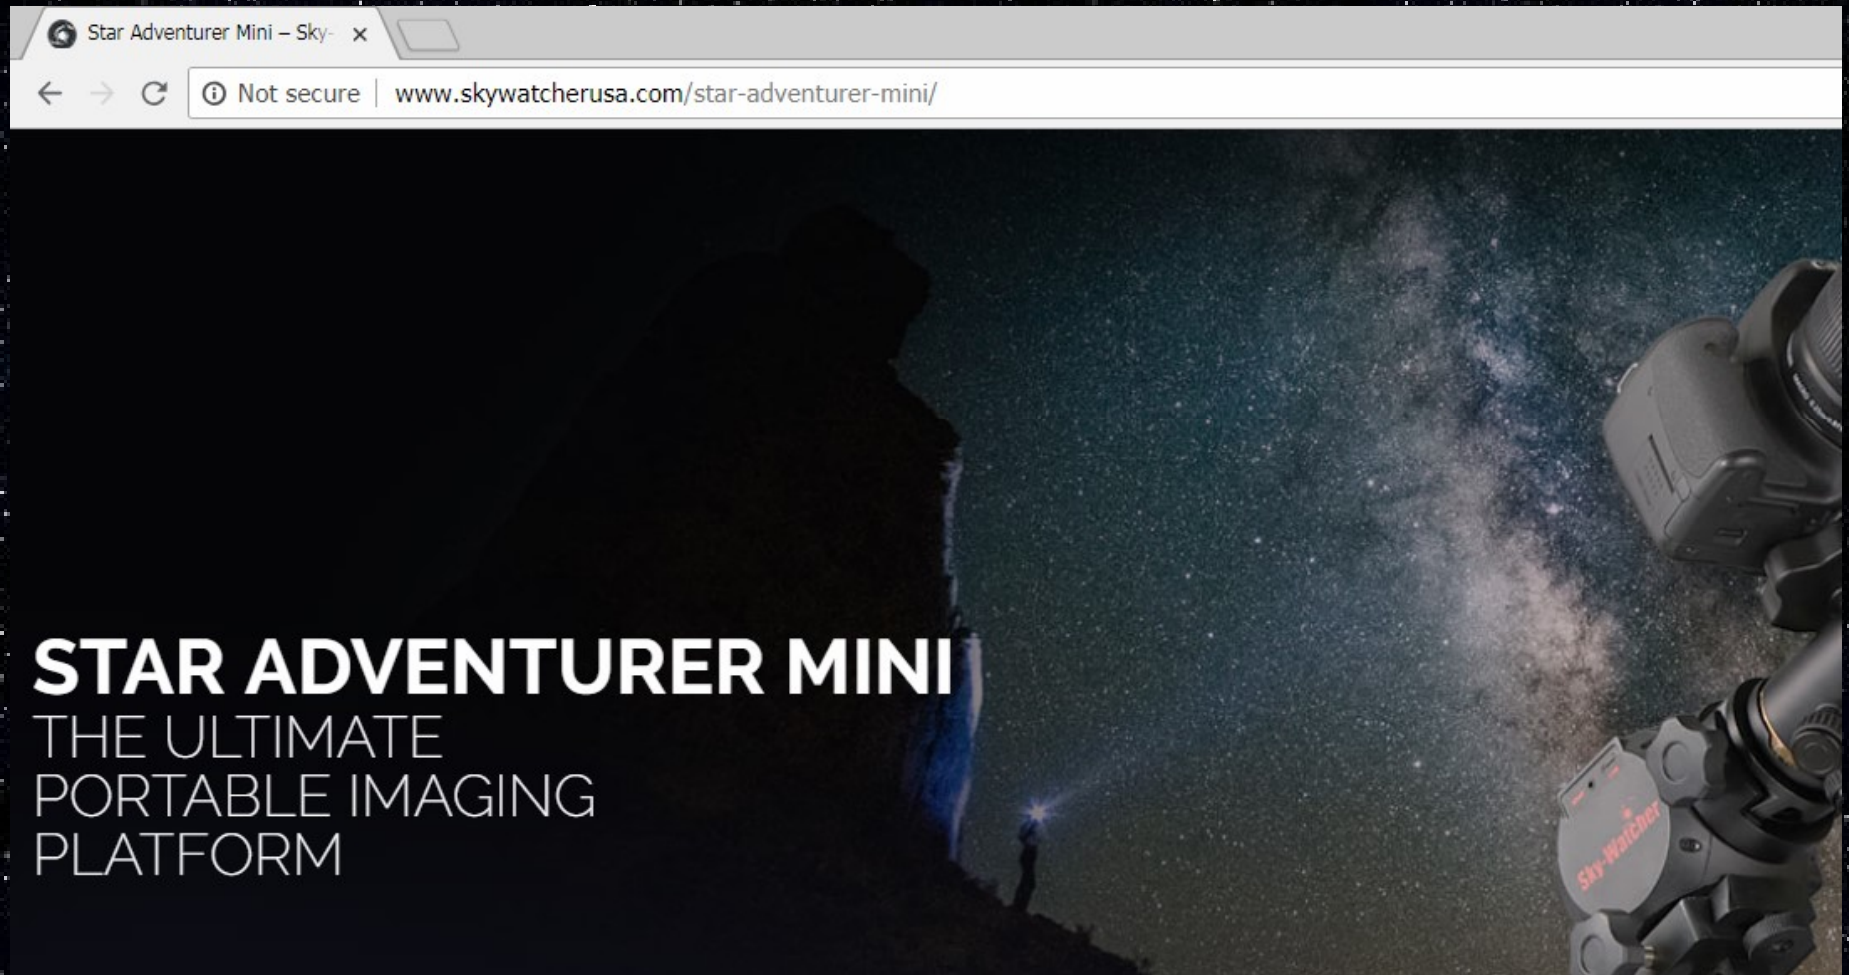 Star Adventurer Mini – Sky-
Not secure
www.skywatcherusa.com/star-adventurer-mini/
STAR ADVENTURER MINI
THE ULTIMATE
PORTABLE IMAGING
PLATFORM
Sky-Watcher